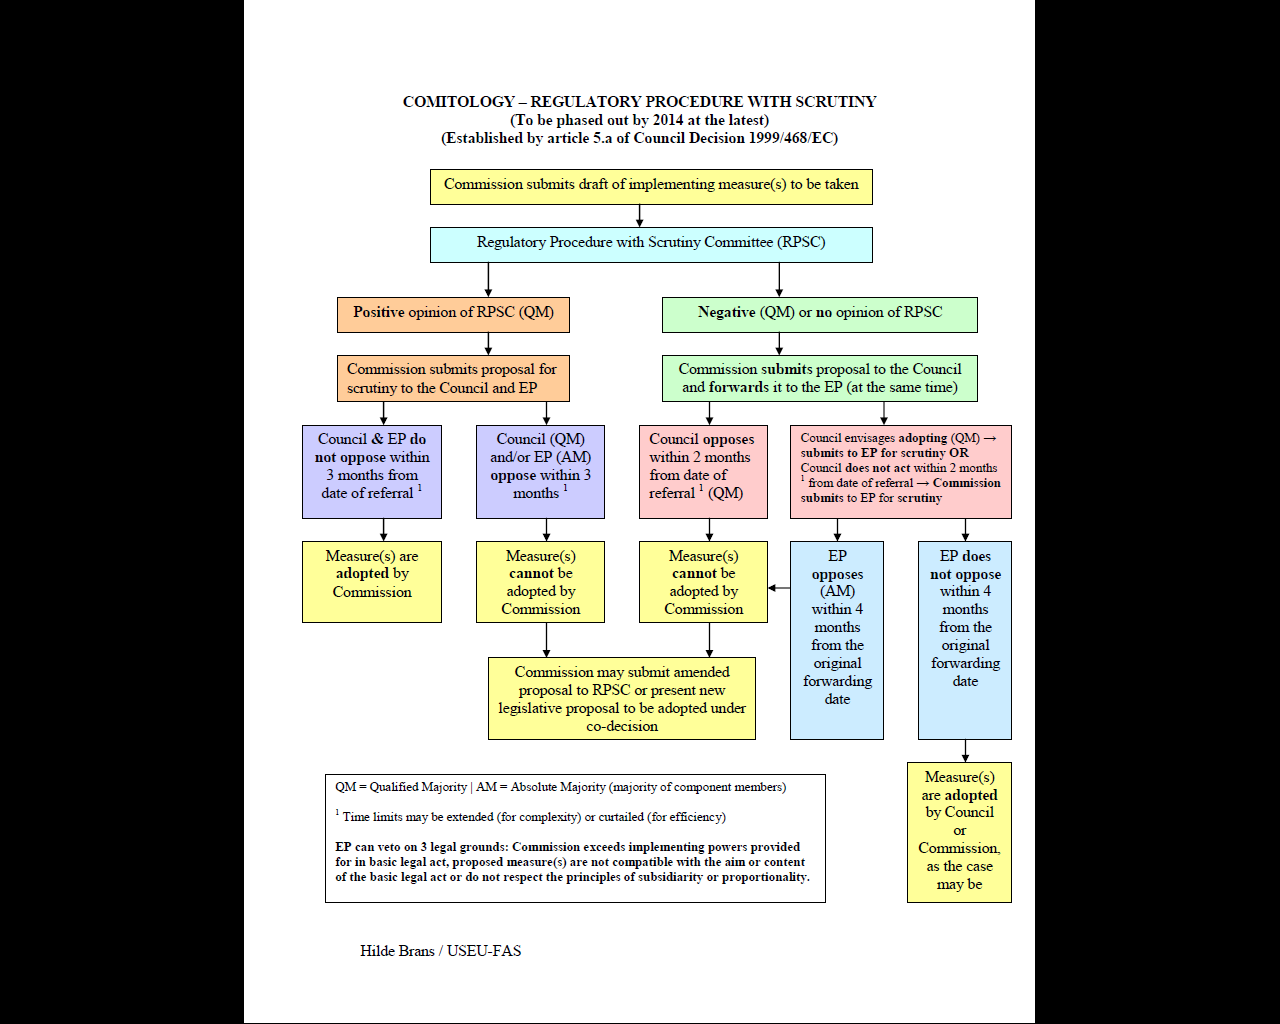 COMITOLOGY – REGULATORY PROCEDURE WITH SCRUTINY
(To be phased out by 2014 at the latest)
(Established by article 5.a of Council Decision 1999/468/EC)
Commission submits draft of implementing measure(s) to be taken
Regulatory Procedure with Scrutiny Committee (RPSC)
Positive opinion of RPSC (QM)
Negative (QM) or no opinion of RPSC
Commission submits proposal for
scrutiny to the Council and EP
Commission submits proposal to the Council
and forwards it to the EP (at the same time)
Council & EP do
not oppose within
3 months from
date of referral 1
Council (QM)
and/or EP (AM)
oppose within 3
months 1
Council opposes
within 2 months
from date of
referral 1 (QM)
Council envisages adopting (QM) →
submits to EP for scrutiny OR
Council does not act within 2 months
1 from date of referral → Commission
submits to EP for scrutiny
Measure(s) are
adopted by
Commission
Measure(s)
cannot be
adopted by
Commission
Measure(s)
cannot be
adopted by
Commission
EP
opposes
(AM)
within 4
months
from the
original
forwarding
date
EP does
not oppose
within 4
months
from the
original
forwarding
date
Commission may submit amended
proposal to RPSC or present new
legislative proposal to be adopted under
co-decision
Measure(s)
are adopted
by Council
or
Commission,
as the case
may be
QM = Qualified Majority | AM = Absolute Majority (majority of component members)
1 Time limits may be extended (for complexity) or curtailed (for efficiency)
EP can veto on 3 legal grounds: Commission exceeds implementing powers provided
for in basic legal act, proposed measure(s) are not compatible with the aim or content
of the basic legal act or do not respect the principles of subsidiarity or proportionality.
Hilde Brans / USEU-FAS